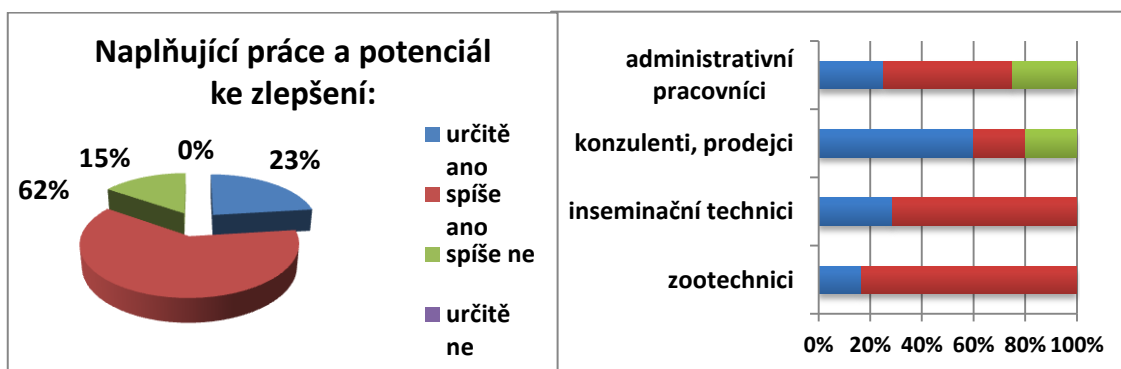 Naplňující práce a potenciál
ke zlepšení:
0%
15%
23%
62%
určitě
ano
spíše
ano
spíše ne
určitě
ne
administrativní
pracovníci
konzulenti, prodejci
inseminační technici
zootechnici
0% 20% 40% 60% 80% 100%